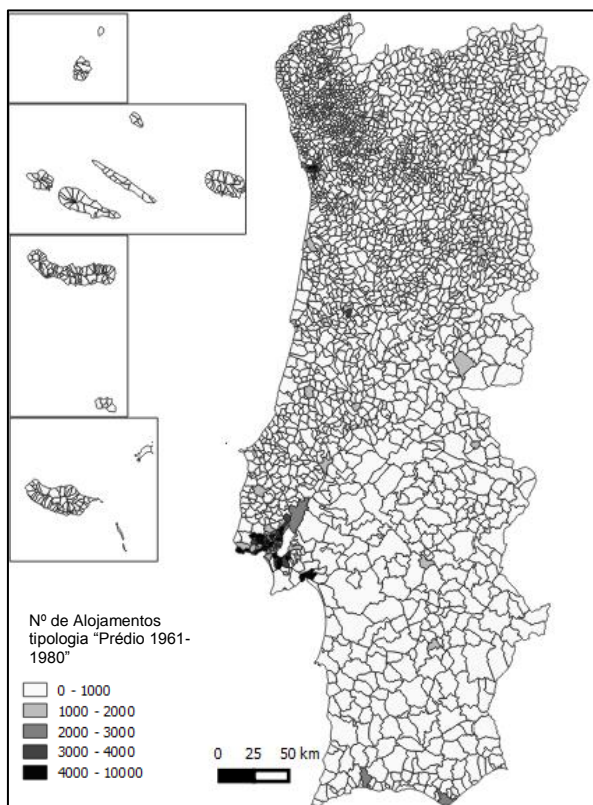 Nº de Alojamentos
tipologia “Prédio 1961-
1980”
0 - 1000
1000 - 2000
2000 - 3000
3000 - 4000
4000 - 10000
0 25 50 km